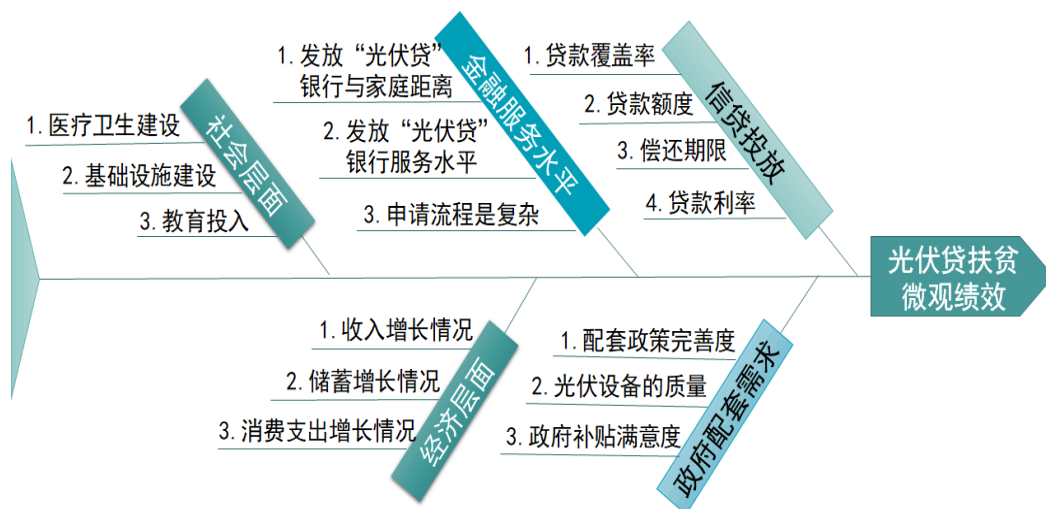 社会层面
1.医疗卫生建设
2.基础设施建设
3.教育投入
金融服务水平
1.发放“光伏贷”
银行与家庭距离
2.发放“光伏贷”
银行服务水平
3.申请流程是复杂
信贷投放
1.贷款覆盖率
2.贷款额度
3.偿还期限
4.贷款利率
光伏贷扶贫
微观绩效
经济层面
1.收入增长情况
2.储蓄增长情况
3.消费支出增长情况
政府配套需求
1.配套政策完善度
2.光伏设备的质量
3.政府补贴满意度